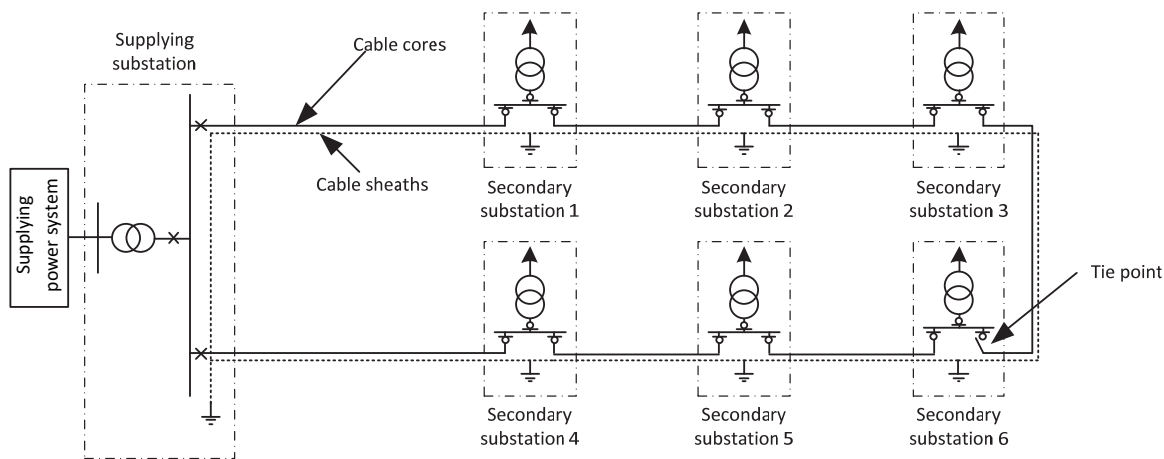 Supplying
substation
Cable cores
Cable sheaths
Supplying
power system
Secondary
substation 1
Secondary
substation 2
Secondary
substation 3
Tie point
Secondary
substation 4
Secondary
substation 5
Secondary
substation 6